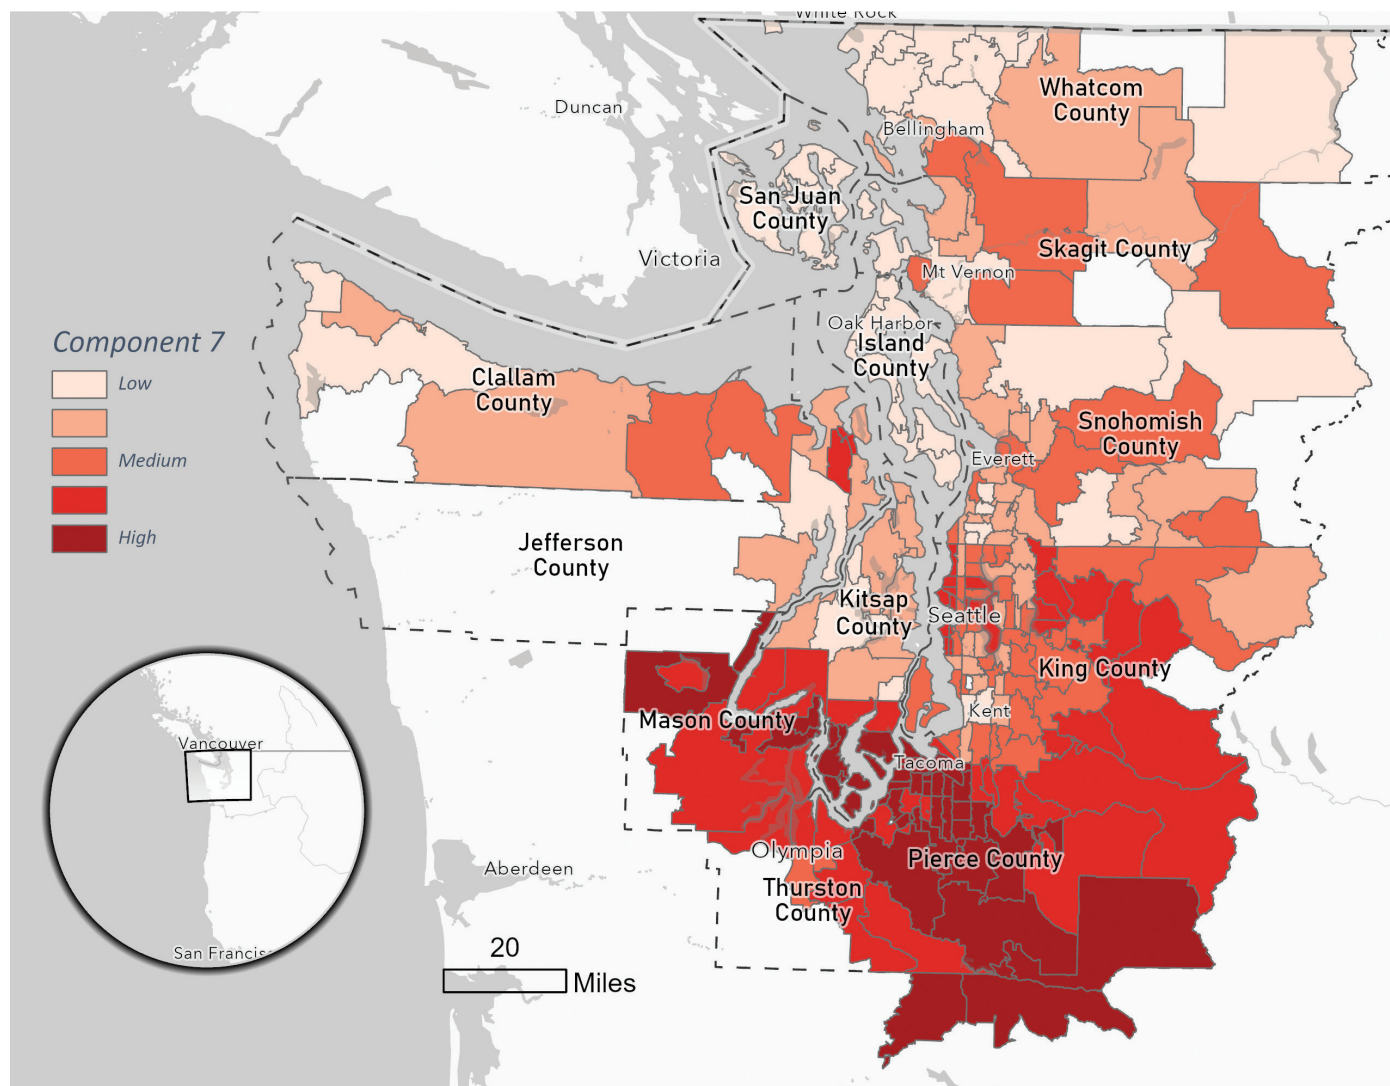 White Rock
Whatcom
County
Duncan
Bellingham
San Juan
County
Skagit County
Victoria
Mt Vernon
Oak Harbor
Island
County
Component 7
Low
Medium
High
Clallam
County
Snohomish
County
Everett
Jefferson
County
Kitsap
County
Seattle
King County
Mason County
Kent
Tacoma
Vancouver
Olympia
Pierce County
Aberdeen
Thurston
County
San Francisc
20
Miles